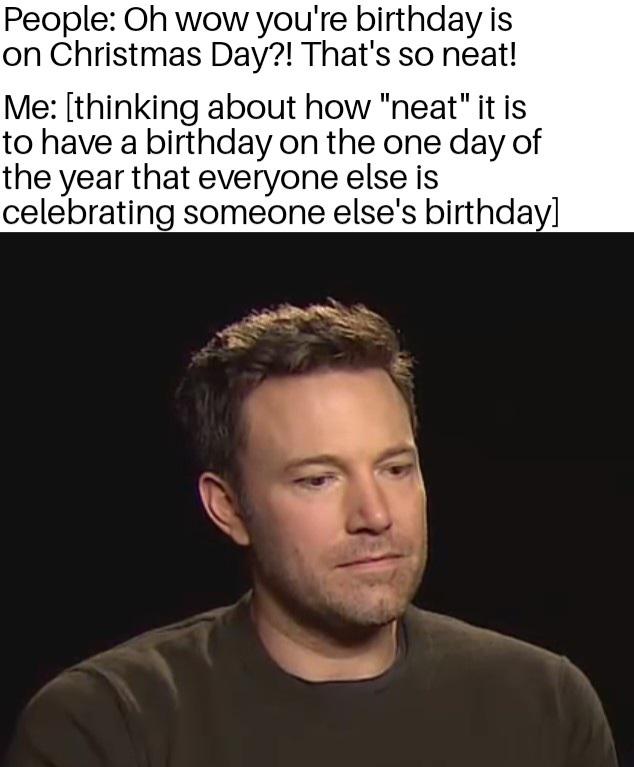 People: Oh wow you're birthday is
on Christmas Day?! That's so neat!
Me: [thinking about how "neat" it is
to have a birthday on the one day of
the year that everyone else is
celebrating someone else's birthday]